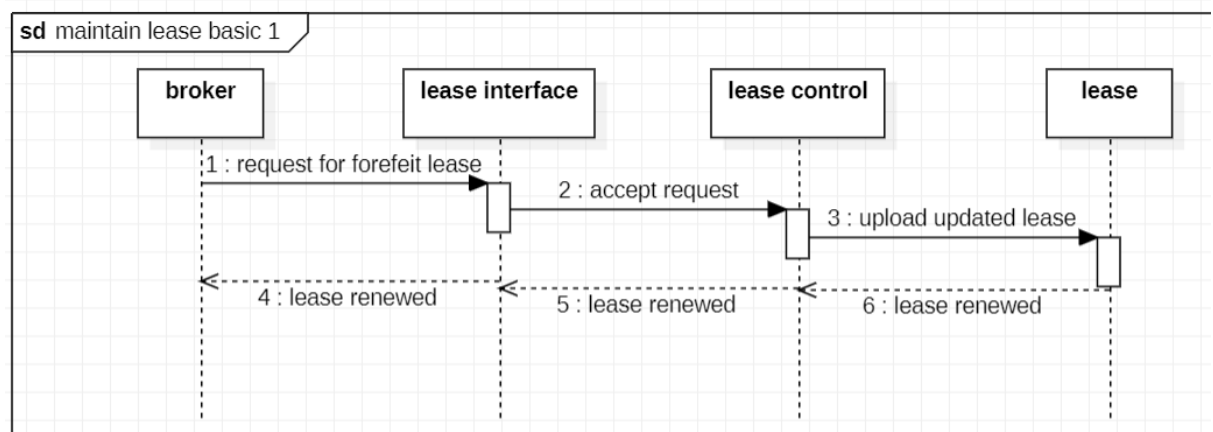 sd maintain lease basic 1
broker
lease interface
lease control
lease
1 : request for forefeit lease
2 : accept request
3 : upload updated lease
4 : lease renewed
5 : lease renewed
6 : lease renewed